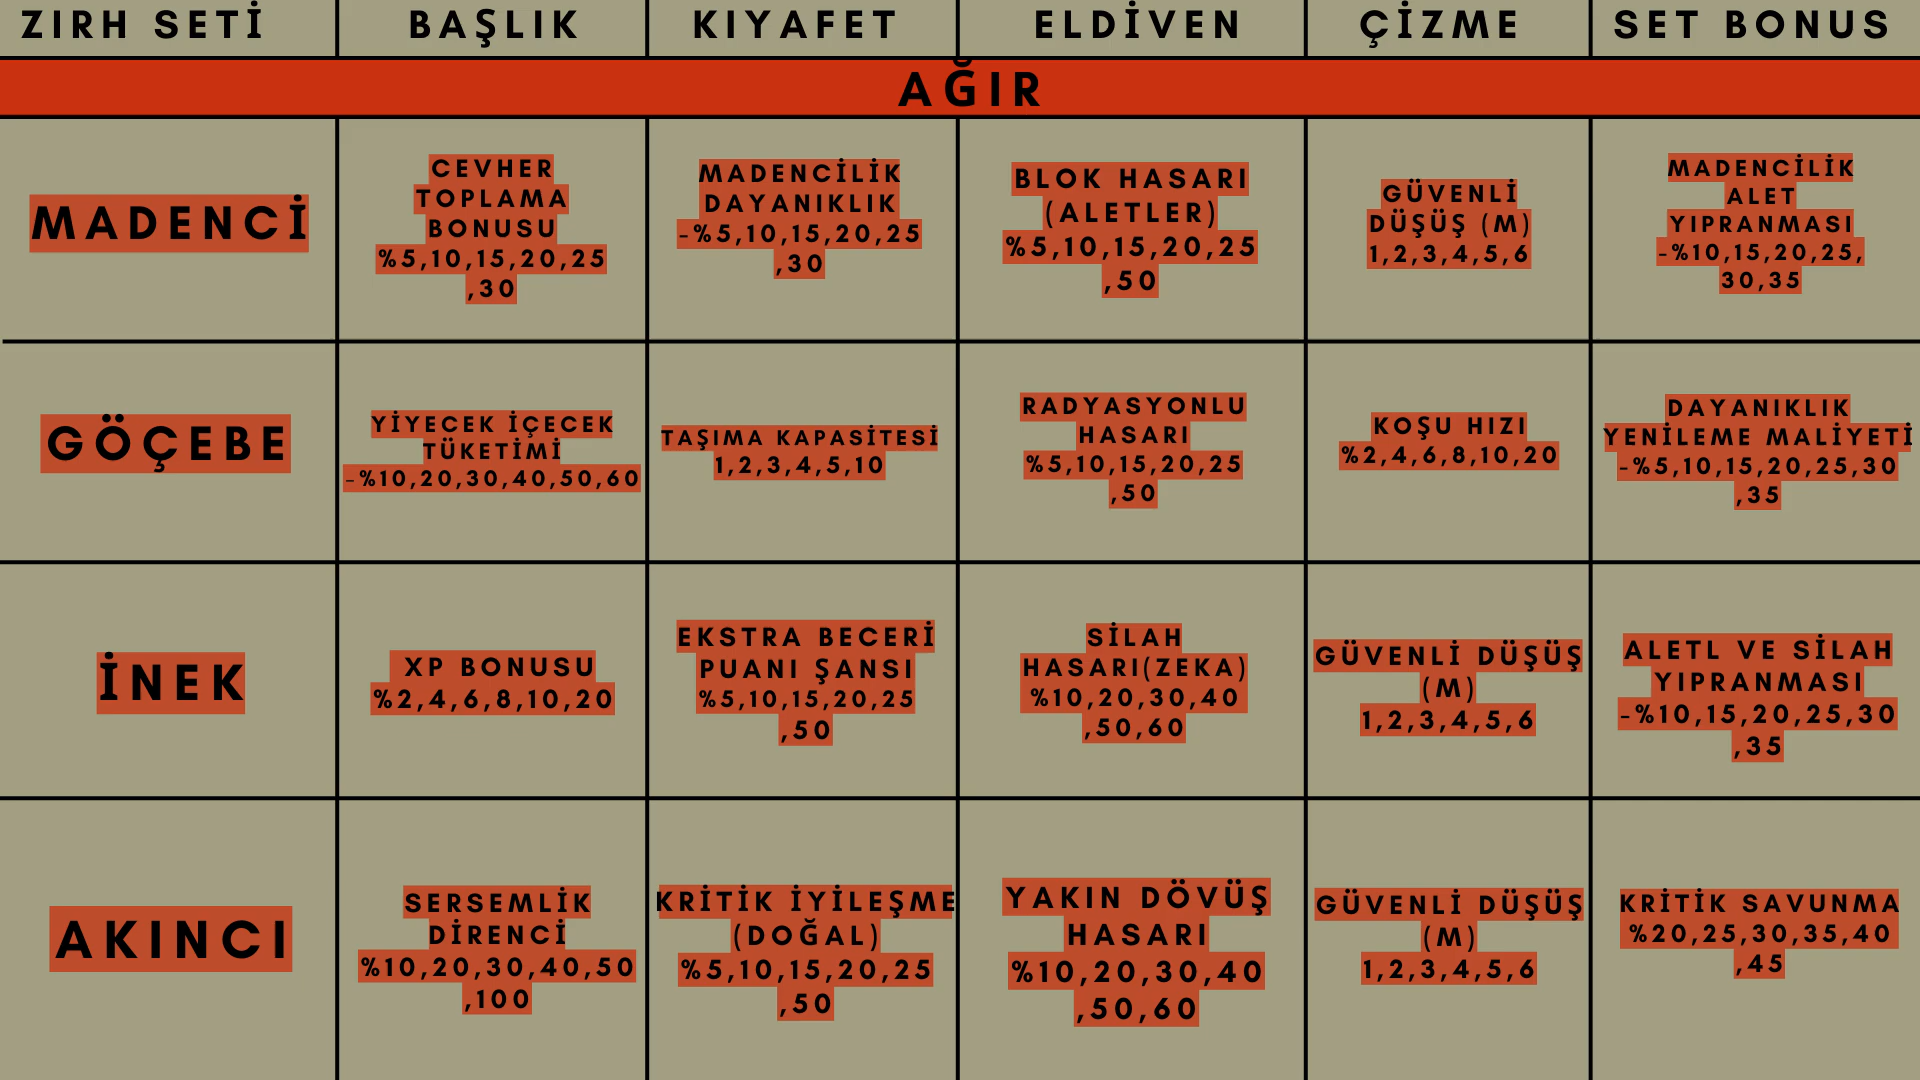 ZIRH SETİ
BAŞLIK
KIYAFET
ELDİVEN
ÇİZME
SET BONUS
AĞIR
MADENCİ
CEVHER
TOPLAMA
BONUSU
%5,10,15,20,25
,30
MADENCİLİK
DAYANIKLIK
-%5,10,15,20,25
,30
BLOK HASARI
(ALETLER)
%5,10,15,20,25
,50
GÜVENLİ
DÜŞÜŞ (M)
1,2,3,4,5,6
MADENCİLİK
ALET
YIPRANMASI
-%10,15,20,25,
30,35
GÖÇEBE
YİYECEK İÇECEK
TÜKETİMİ
-%10,20,30,40,50,60
TAŞIMA KAPASİTESİ
1,2,3,4,5,10
RADYASYONLU
HASARI
%5,10,15,20,25
,50
KOŞU HIZI
%2,4,6,8,10,20
DAYANIKLIK
YENİLEME MALİYETİ
-%5,10,15,20,25,30
,35
İNEK
XP BONUSU
%2,4,6,8,10,20
EKSTRA BECERİ
PUANI ŞANSI
%5,10,15,20,25
,50
SİLAH
HASARI(ZEKA)
%10,20,30,40
,50,60
GÜVENLİ DÜŞÜŞ
(M)
1,2,3,4,5,6
ALETL VE SİLAH
YIPRANMASI
-%10,15,20,25,30
,35
AKINCI
SERSEMLİK
DİRENCİ
%10,20,30,40,50
,100
KRİTİK İYİLEŞME
(DOĞAL)
%5,10,15,20,25
,50
YAKIN DÖVÜŞ
HASARI
%10,20,30,40
,50,60
GÜVENLİ DÜŞÜŞ
(M)
1,2,3,4,5,6
KRİTİK SAVUNMA
%20,25,30,35,40
,45